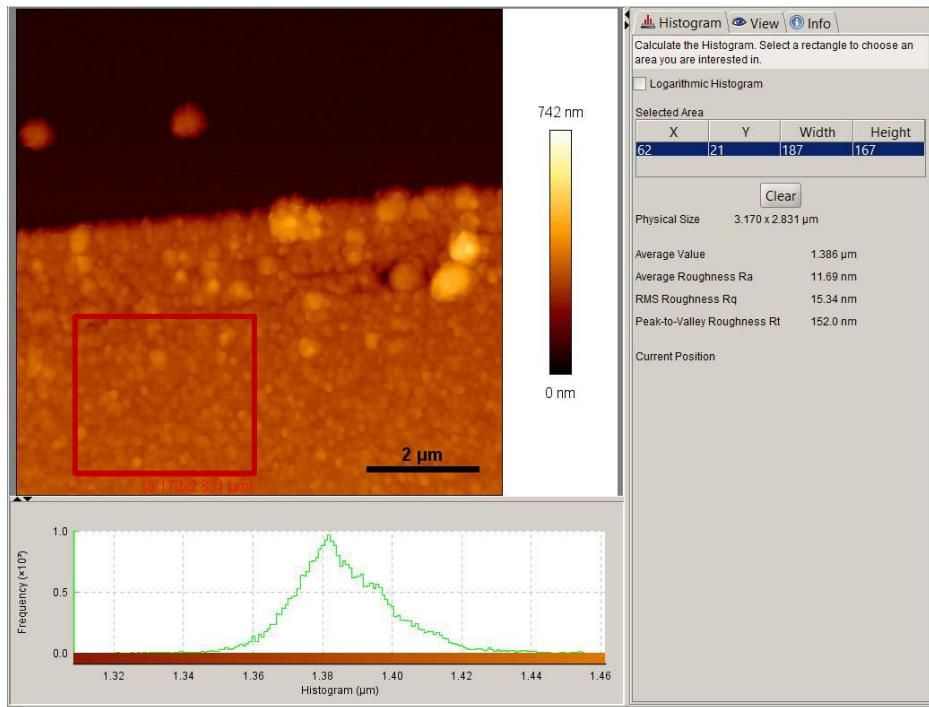 Histogram View Info
Calculate the Histogram. Select a rectangle to choose an
area you are interested in.
Logarithmic Histogram
Selected Area
X Y Width Height
62 21 187 167
Clear
Physical Size 3.170 x 2.831 µm
Average Value 1.386 µm
Average Roughness Ra 11.69 nm
RMS Roughness Rq 15.34 nm
Peak-to-Valley Roughness Rt 152.0 nm
Current Position
742 nm
0 nm
2 µm
(3.170x2.831 µm)
Frequency (×10³)
1.0
0.5
0.0
1.32 1.34 1.36 1.38 1.40 1.42 1.44 1.46
Histogram (µm)